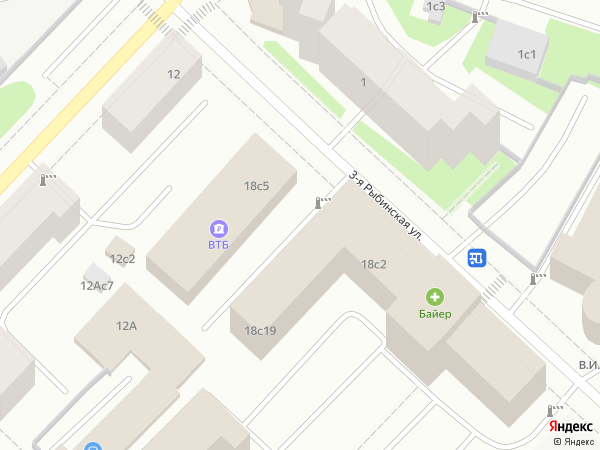 1с3
1с1
12
1
3-я Рыбинская ул.
18с5
ВТБ
12с2
18с2
12Ас7
Байер
12А
18с19
В.И.
Яндекс
© Яндекс